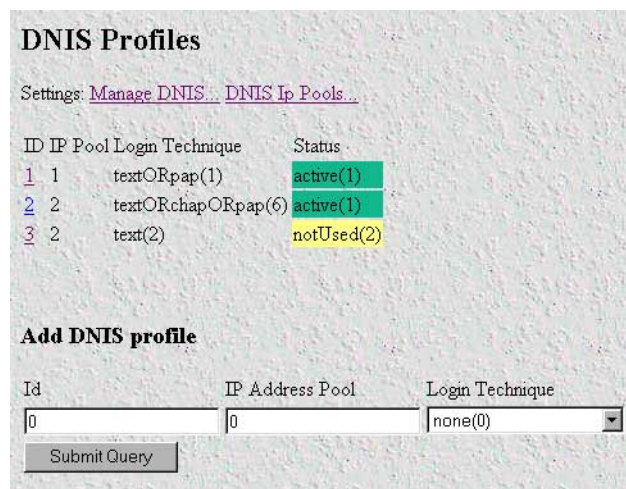 DNIS Profiles
Settings: Manage DNIS... DNIS Ip Pools...
ID IP Pool Login Technique Status
1 1 textORpap(1) active(1)
2 2 textORchapORpap(6) active(1)
3 2 text(2) notUsed(2)
Add DNIS profile
Id IP Address Pool Login Technique
0 0 none(0)
Submit Query